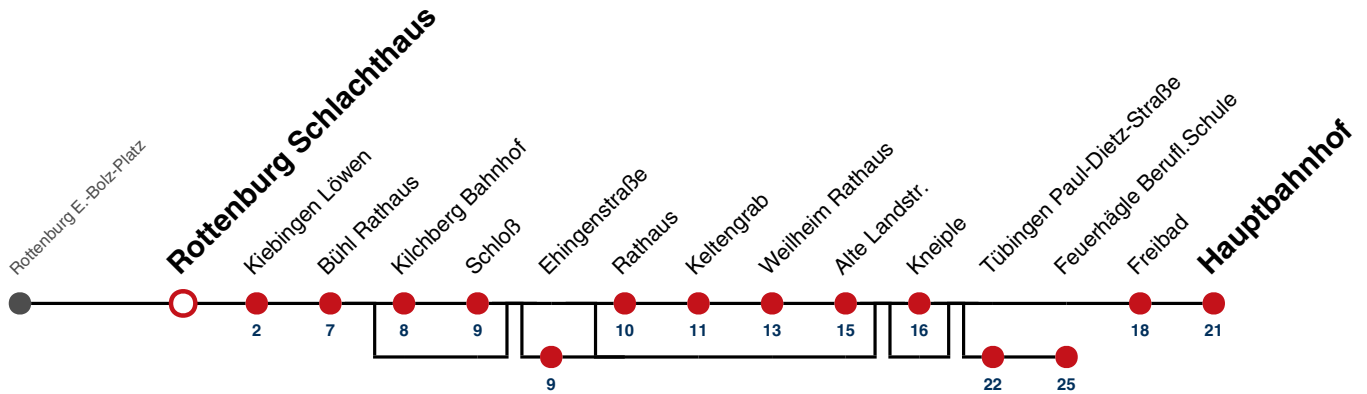 Rottenburg E.-Bolz-Platz
Rottenburg Schlachthaus
Kiebingen Löwen
Bühl Rathaus
Kilchberg Bahnhof
Schloß
Ehingenstraße
Rathaus
Keltengrab
Weilheim Rathaus
Alte Landstr.
Kneiple
Tübingen Paul-Dietz-Straße
Feuerhägle Berufl.Schule
Freibad
Hauptbahnhof
2
7
8
9
10
11
13
15
16
18
21
9
22
25